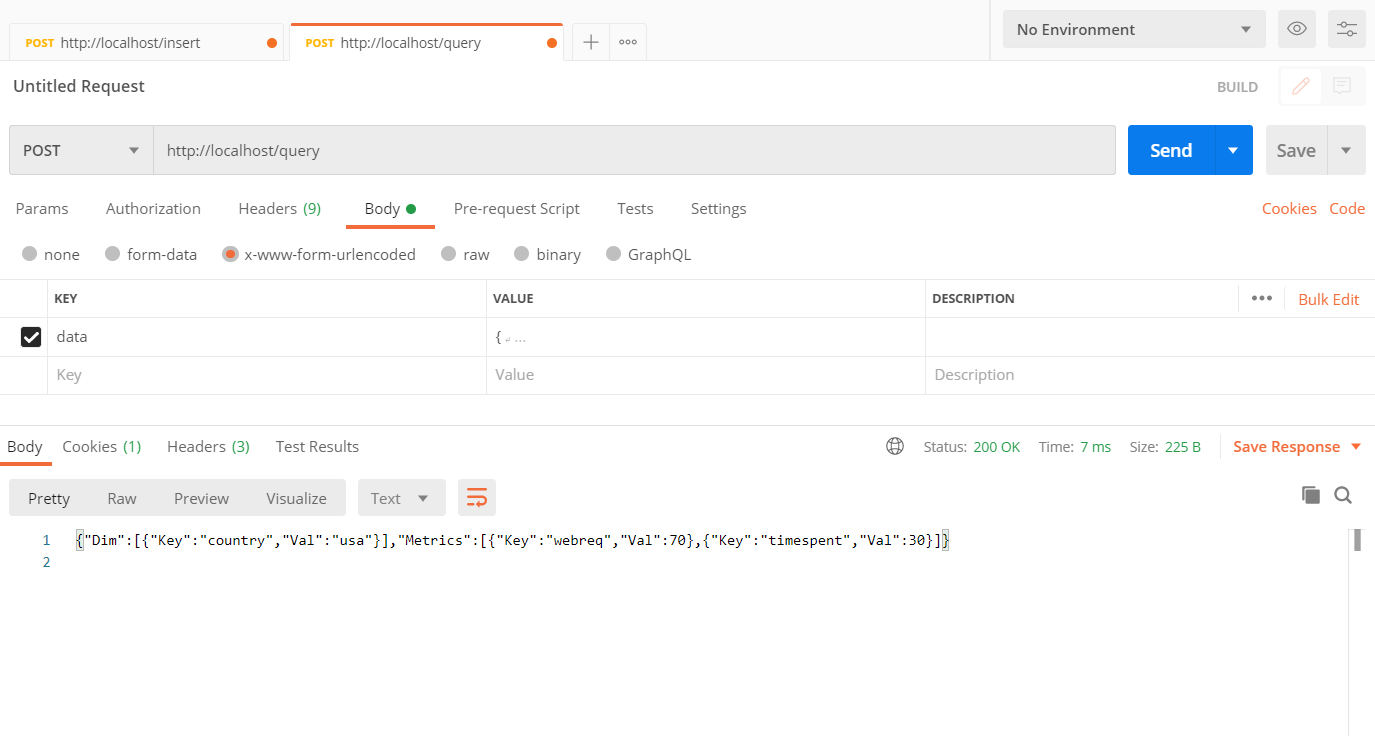 POST http://localhost/insert POST http://localhost/query No Environment
Untitled Request BUILD
POST http://localhost/query Send Save
Params Authorization Headers (9) Body Pre-request Script Tests Settings Cookies Code
none form-data x-www-form-urlencoded raw binary GraphQL
KEY VALUE DESCRIPTION Bulk Edit
data { ↵ ...
Key Value Description
Body Cookies (1) Headers (3) Test Results Status: 200 OK Time: 7 ms Size: 225 B Save Response
Pretty Raw Preview Visualize Text
1 {"Dim":[{"Key":"country","Val":"usa"}],"Metrics":[{"Key":"webreq","Val":70},{"Key":"timespent","Val":30}]}
2